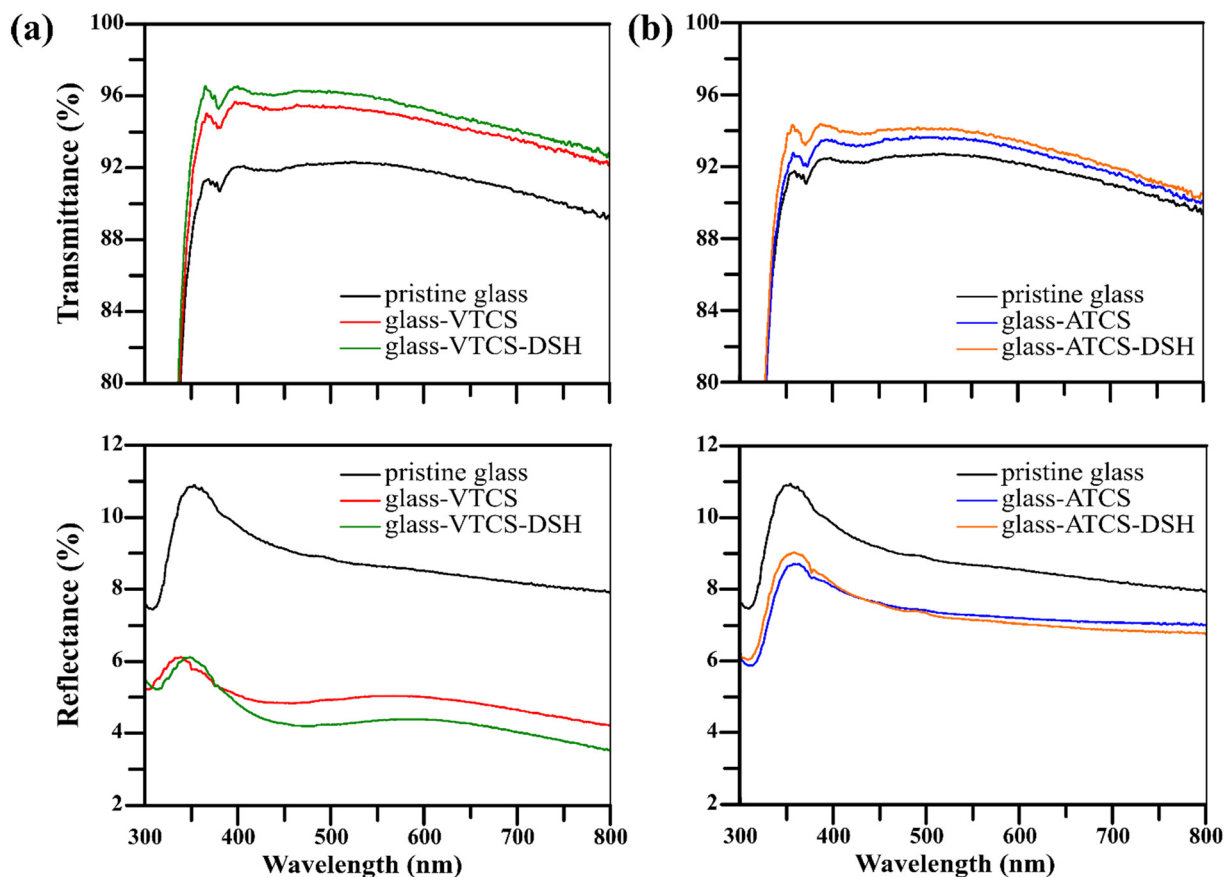 (a)
Transmittance (%)
100
96
92
88
84
80
pristine glass
glass-VTCS
glass-VTCS-DSH
(b)
100
96
92
88
84
80
pristine glass
glass-ATCS
glass-ATCS-DSH
Reflectance (%)
12
10
8
6
4
2
pristine glass
glass-VTCS
glass-VTCS-DSH
300 400 500 600 700 800
Wavelength (nm)
12
10
8
6
4
2
pristine glass
glass-ATCS
glass-ATCS-DSH
300 400 500 600 700 800
Wavelength (nm)